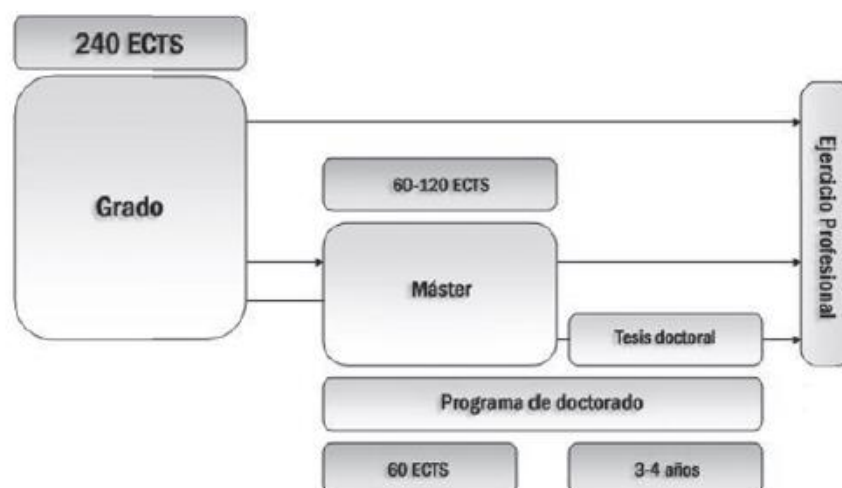 240 ECTS
Grado
60-120 ECTS
Máster
Tesis doctoral
Programa de doctorado
60 ECTS
3-4 años
Ejercicio Profesional